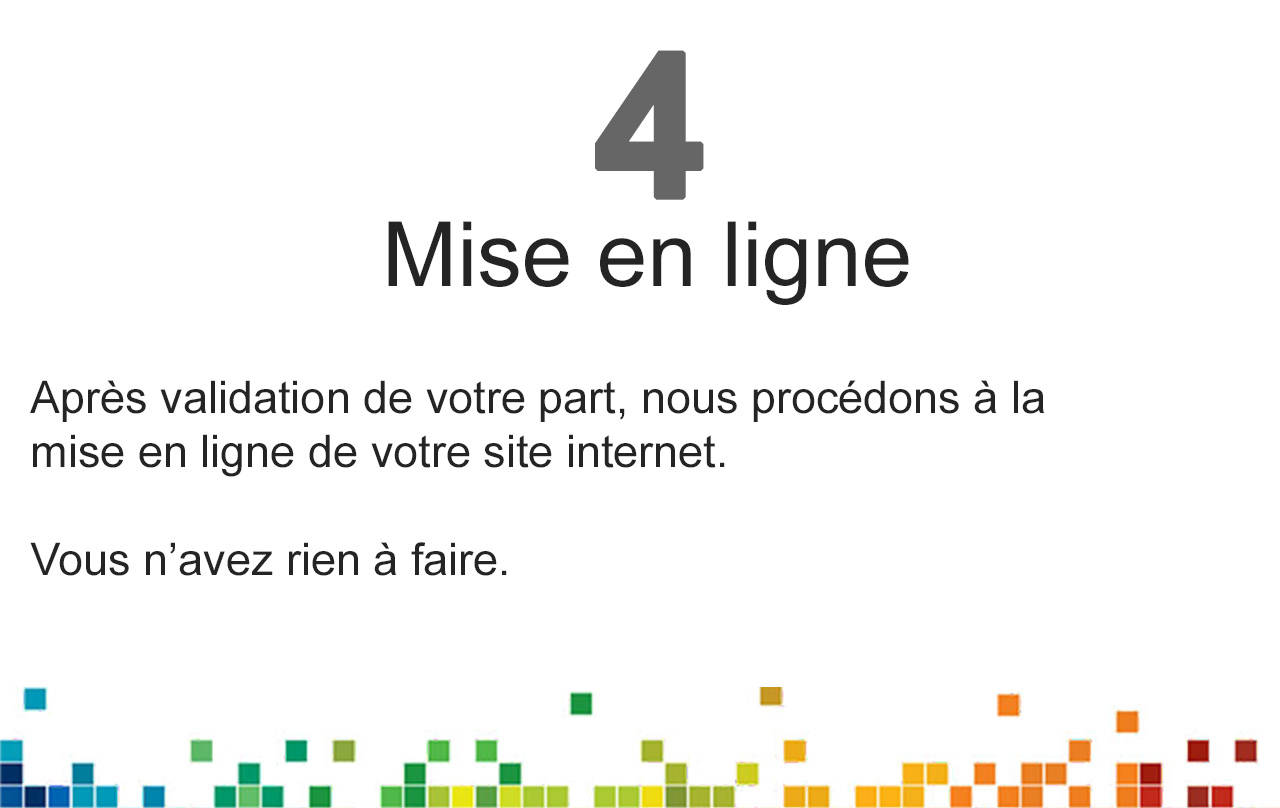 4
Mise en ligne
Après validation de votre part, nous procédons à la
mise en ligne de votre site internet.
Vous n’avez rien à faire.